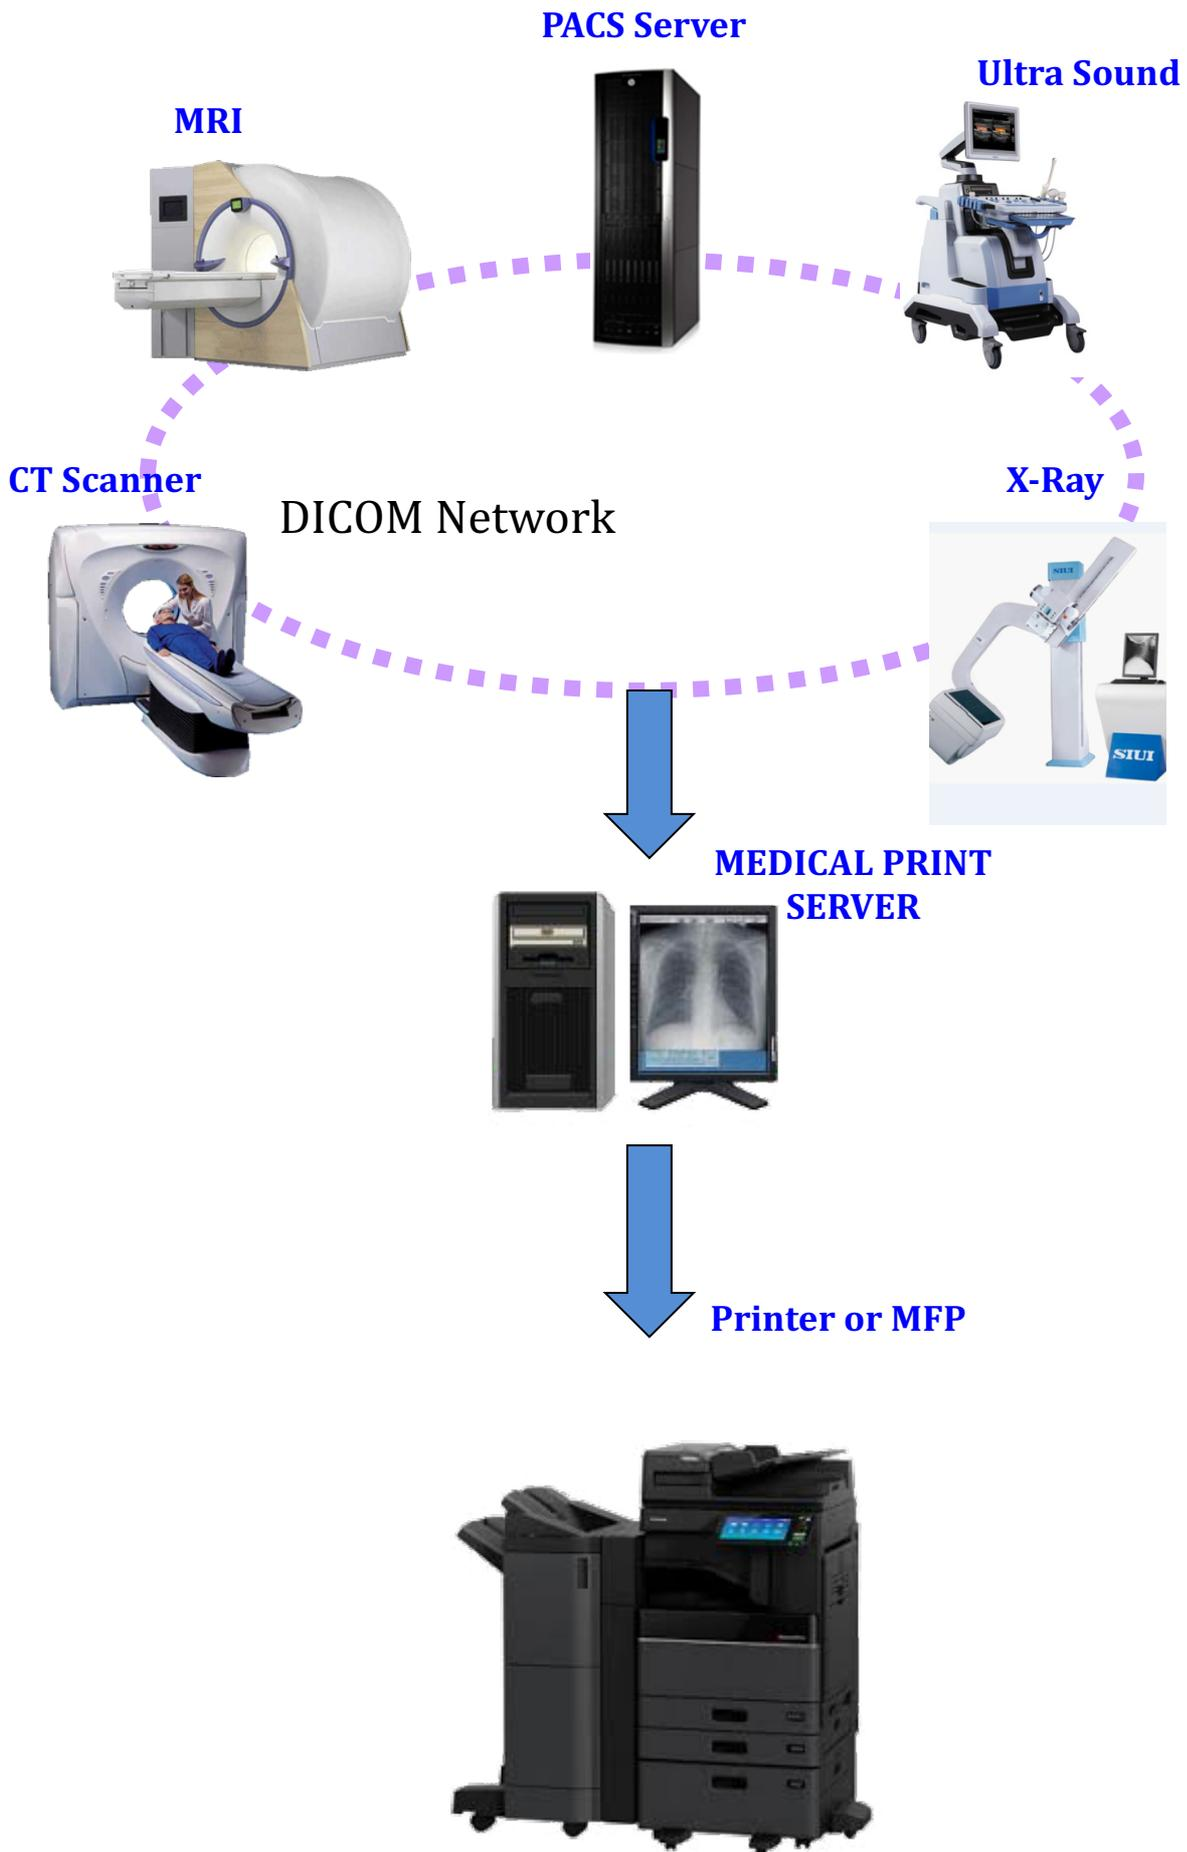 PACS Server
Ultra Sound
MRI
CT Scanner
X-Ray
DICOM Network
SIUI
SIUI
MEDICAL PRINT
SERVER
Printer or MFP